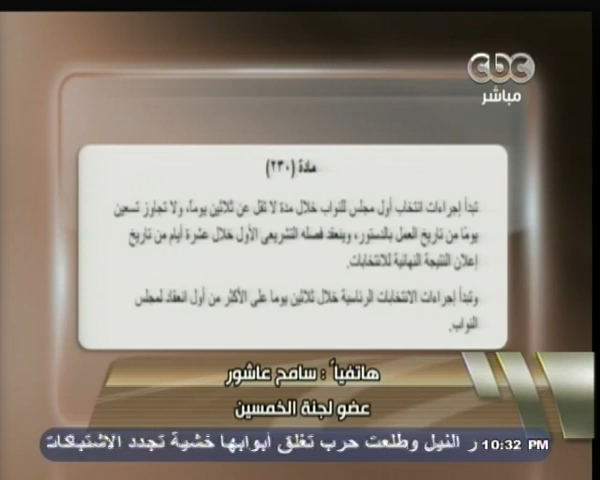 cbc
مباشر
مادة (٢٣٠)
تبدأ إجراءات انتخاب أول مجلس للنواب خلال مدة لا تقل عن ثلاثين يوما، ولا تجاوز تسعين
يوما من تاريخ العمل بالدستور، وينعقد فصله التشريعى الأول خلال عشرة أيام من تاريخ
إعلان النتيجة النهائية للانتخابات.
وتبدأ إجراءات الانتخابات الرئاسية خلال ثلاثين يوما على الأكثر من أول انعقاد لمجلس
النواب.
هاتفياً : سامح عاشور
عضو لجنة الخمسين
10:32 PM ر النيل وطلعت حرب تغلق أبوابها خشية تجدد الاشتباكات